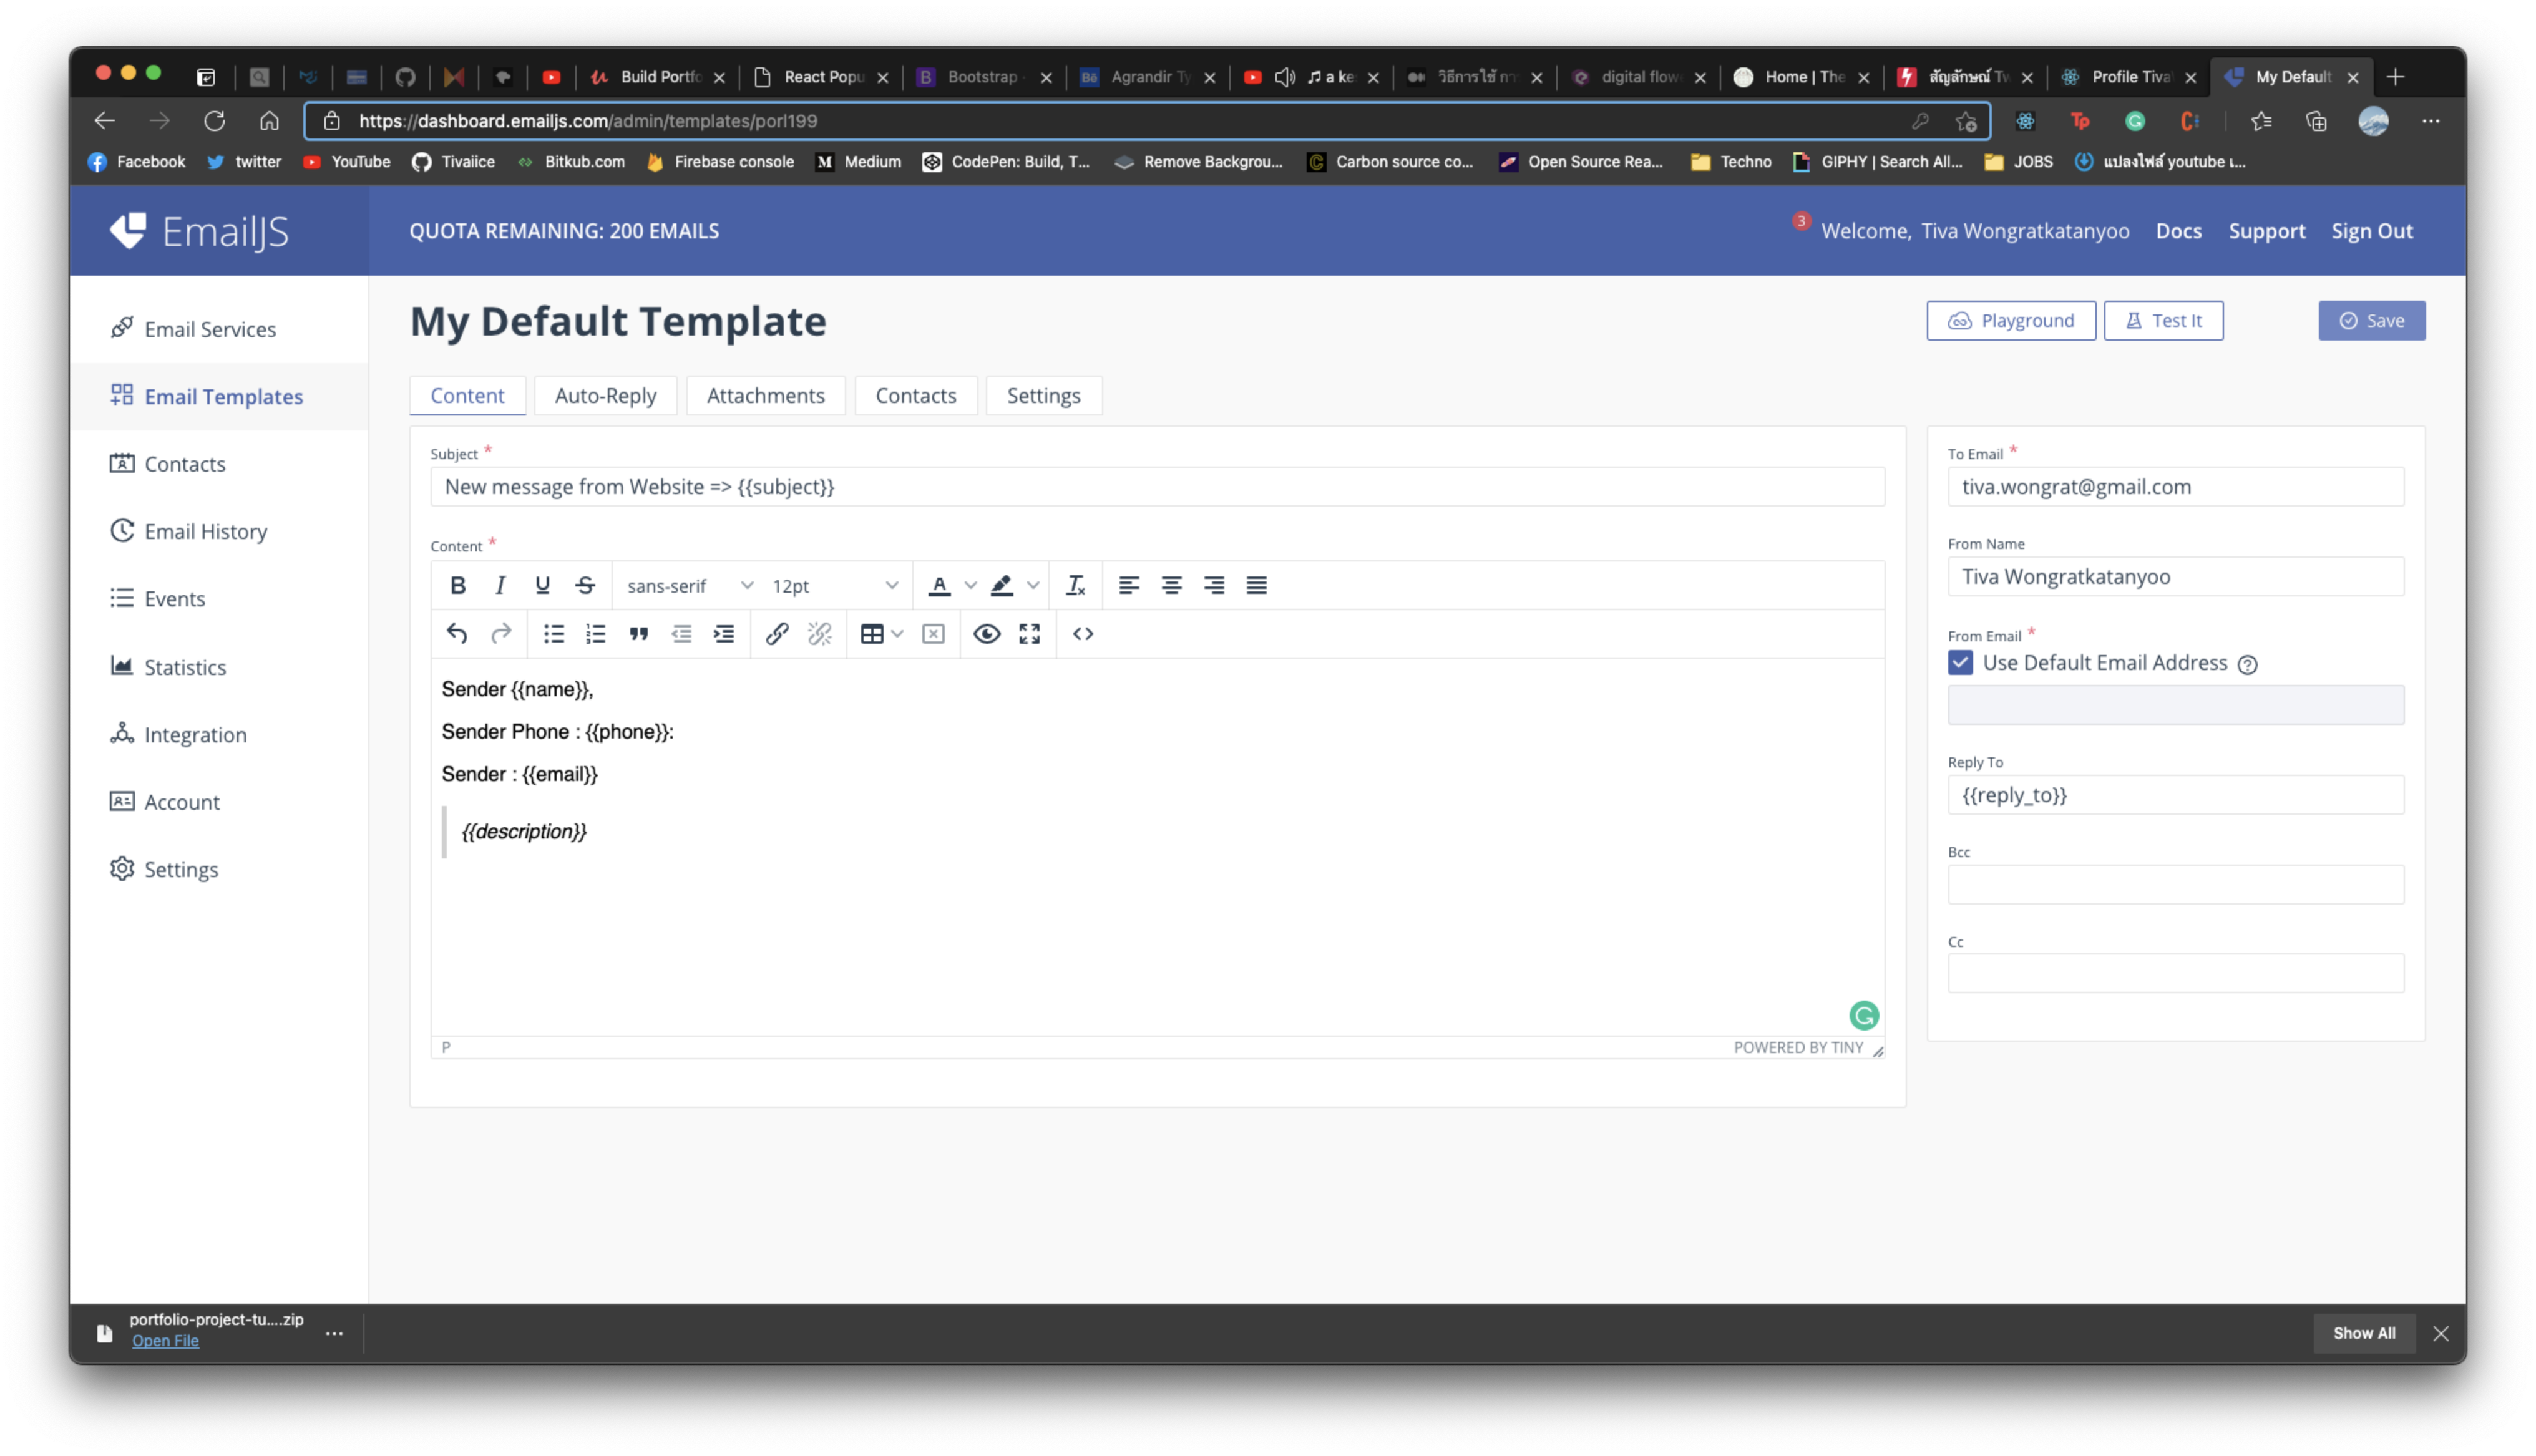 Build Portfo
React Popu
Bootstrap -
Agrandir Ty
a ke
วิธีการใช้ กา
digital flow
Home | The
สัญลักษณ์ Tw
Profile Tiva
My Default
https://dashboard.emailjs.com/admin/templates/porl199
Facebook
twitter
YouTube
Tivaiice
Bitkub.com
Firebase console
Medium
CodePen: Build, T...
Remove Backgrou...
Carbon source co...
Open Source Rea...
Techno
GIPHY | Search All...
JOBS
แปลงไฟล์ youtube เ...
EmailJS
QUOTA REMAINING: 200 EMAILS
3
Welcome, Tiva Wongratkatanyoo
Docs
Support
Sign Out
Email Services
Email Templates
Contacts
Email History
Events
Statistics
Integration
Account
Settings
My Default Template
Playground
Test It
Save
Content
Auto-Reply
Attachments
Contacts
Settings
Subject *
New message from Website => {{subject}}
Content *
sans-serif
12pt
Sender {{name}},
Sender Phone : {{phone}}:
Sender : {{email}}
{{description}}
P
POWERED BY TINY
To Email *
tiva.wongrat@gmail.com
From Name
Tiva Wongratkatanyoo
From Email *
Use Default Email Address
Reply To
{{reply_to}}
Bcc
Cc
portfolio-project-tu....zip
Open File
Show All